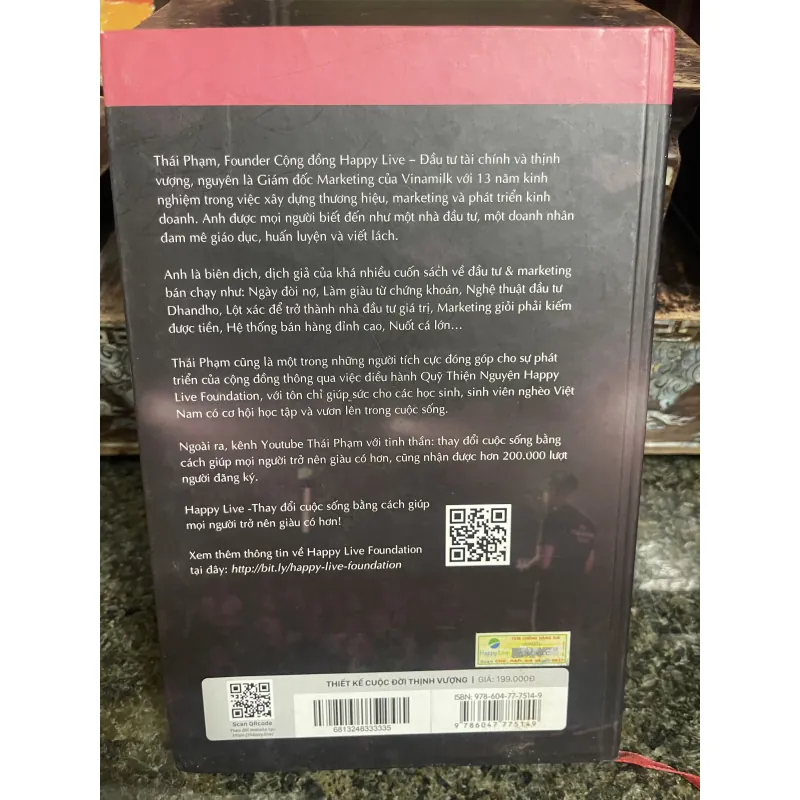 Thái Phạm, Founder Cộng đồng Happy Live – Đầu tư tài chính và thịnh
vượng, nguyên là Giám đốc Marketing của Vinamilk với 13 năm kinh
nghiệm trong việc xây dựng thương hiệu, marketing và phát triển kinh
doanh. Anh được mọi người biết đến như một nhà đầu tư, một doanh nhân
đam mê giáo dục, huấn luyện và viết lách.
Anh là biên dịch, dịch giả của khá nhiều cuốn sách về đầu tư & marketing
bán chạy như: Ngày đòi nợ, Làm giàu từ chứng khoán, Nghệ thuật đầu tư
Dhandho, Lột xác để trở thành nhà đầu tư giá trị, Marketing giỏi phải kiếm
được tiền, Hệ thống bán hàng đỉnh cao, Nuốt cá lớn...
Thái Phạm cũng là một trong những người tích cực đóng góp cho sự phát
triển của cộng đồng thông qua việc điều hành Quỹ Thiện Nguyện Happy
Live Foundation, với tôn chỉ giúp sức cho các học sinh, sinh viên nghèo Việt
Nam có cơ hội học tập và vươn lên trong cuộc sống.
Ngoài ra, kênh Youtube Thái Phạm với tinh thần: thay đổi cuộc sống bằng
cách giúp mọi người trở nên giàu có hơn, cũng nhận được hơn 200.000 lượt
người đăng ký.
Happy Live -Thay đổi cuộc sống bằng cách giúp
mọi người trở nên giàu có hơn!
Xem thêm thông tin về Happy Live Foundation
tại đây: http://bit.ly/happy-live-foundation
Happy Live
THIẾT KẾ CUỘC ĐỜI THỊNH VƯỢNG | GIÁ: 199.000Đ
Scan QRcode
6813248333335
ISBN: 978-604-77-7514-9
9 786047 775149